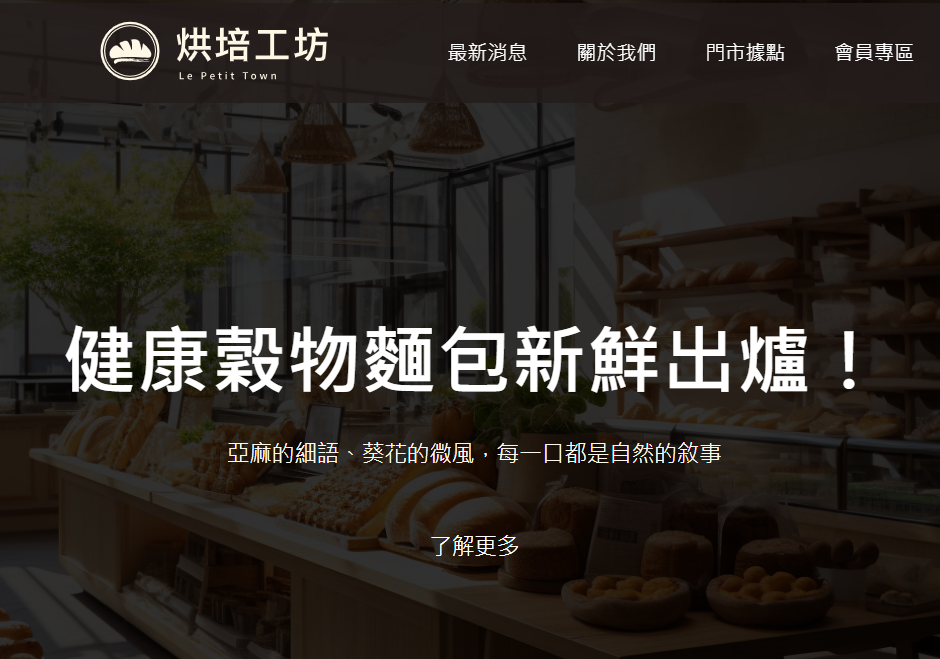 烘培工坊
Le Petit Town
最新消息 關於我們 門市據點 會員專區
健康穀物麵包新鮮出爐！
亞麻的細語、葵花的微風，每一口都是自然的敘事
了解更多